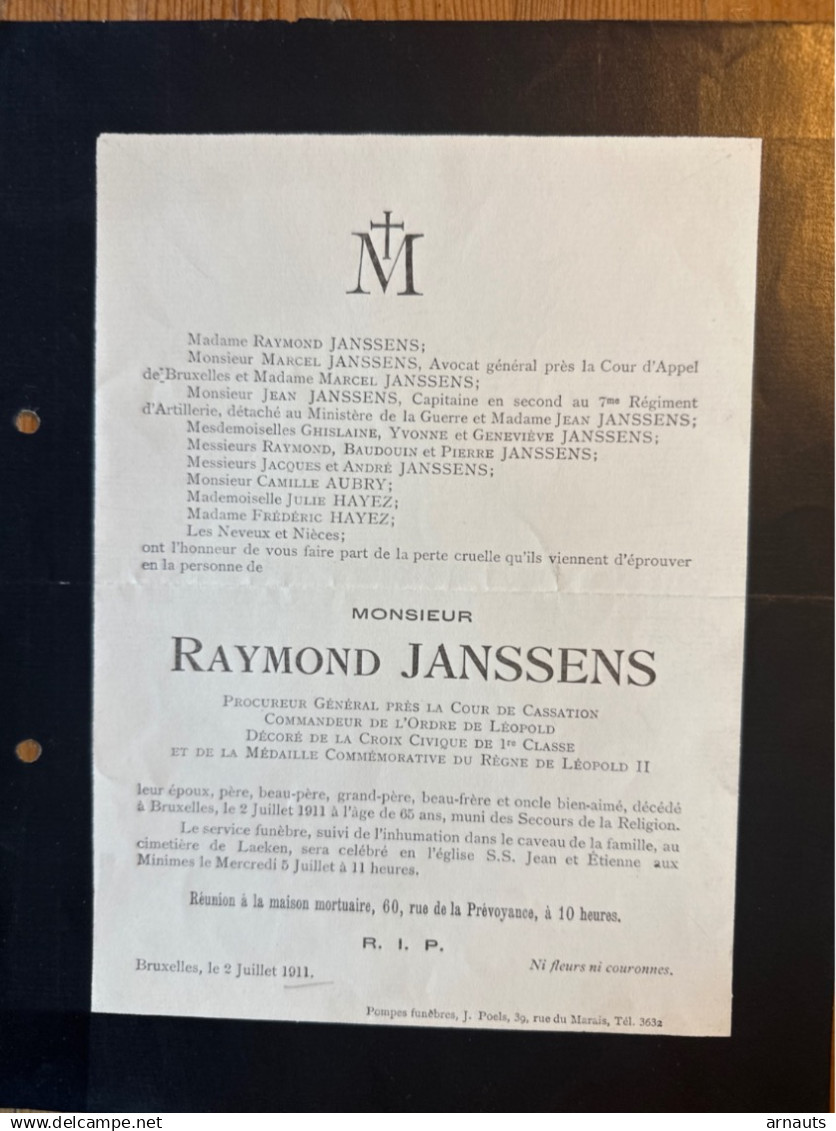 M
Madame RAYMOND JANSSENS;
Monsieur MARCEL JANSSENS, Avocat général près la Cour d'Appel
de Bruxelles et Madame MARCEL JANSSENS;
Monsieur JEAN JANSSENS, Capitaine en second au 7me Régiment
d'Artillerie, détaché au Ministère de la Guerre et Madame JEAN JANSSENS;
Mesdemoiselles GHISLAINE, YVONNE et GENEVIÈVE JANSSENS;
Messieurs RAYMOND, BAUDOUIN et PIERRE JANSSENS;
Messieurs JACQUES et ANDRÉ JANSSENS;
Monsieur CAMILLE AUBRY;
Mademoiselle JULIE HAYEZ;
Madame FRÉDÉRIC HAYEZ;
Les Neveux et Nièces;
ont l'honneur de vous faire part de la perte cruelle qu'ils viennent d'éprouver
en la personne de
MONSIEUR
RAYMOND JANSSENS
PROCUREUR GÉNÉRAL PRÈS LA COUR DE CASSATION
COMMANDEUR DE L'ORDRE DE LÉOPOLD
DÉCORÉ DE LA CROIX CIVIQUE DE 1re CLASSE
ET DE LA MÉDAILLE COMMÉMORATIVE DU RÈGNE DE LÉOPOLD II
leur époux, père, beau-père, grand-père, beau-frère et oncle bien-aimé, décédé
à Bruxelles, le 2 Juillet 1911 à l'âge de 65 ans, muni des Secours de la Religion.
Le service funèbre, suivi de l'inhumation dans le caveau de la famille, au
cimetière de Laeken, sera célébré en l'église S.S. Jean et Étienne aux
Minimes le Mercredi 5 Juillet à 11 heures.
Réunion à la maison mortuaire, 60, rue de la Prévoyance, à 10 heures.
R. I. P.
Bruxelles, le 2 Juillet 1911. Ni fleurs ni couronnes.
Pompes funèbres, J. Poels, 39, rue du Marais, Tél. 3632
www.delcampe.net arnauts